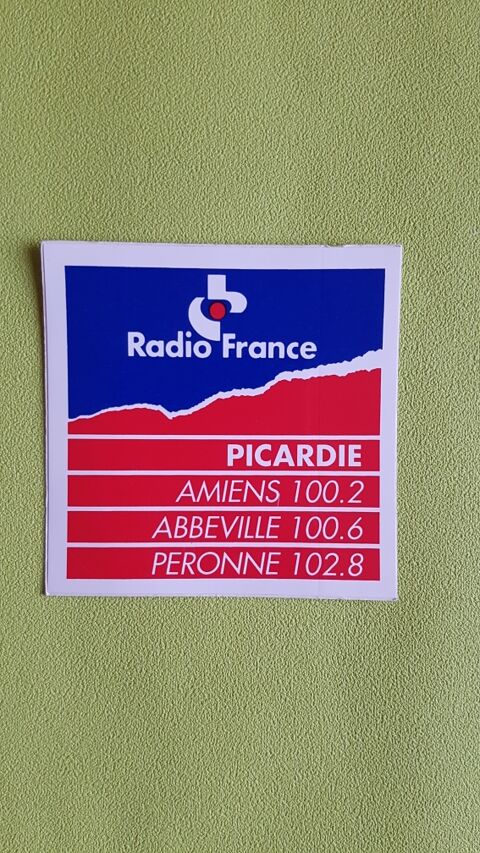 Radio France
PICARDIE
AMIENS 100.2
ABBEVILLE 100.6
PERONNE 102.8